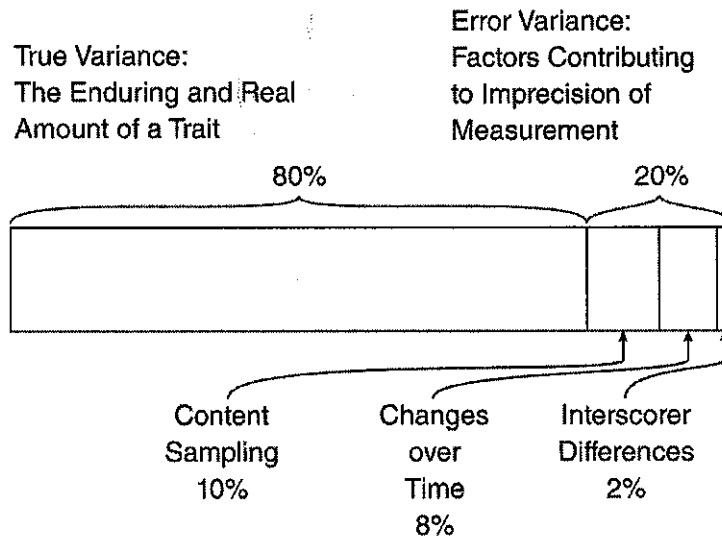 True Variance:
The Enduring and Real
Amount of a Trait
Error Variance:
Factors Contributing
to Imprecision of
Measurement
80%
20%
Content
Sampling
10%
Changes
over
Time
8%
Interscorer
Differences
2%